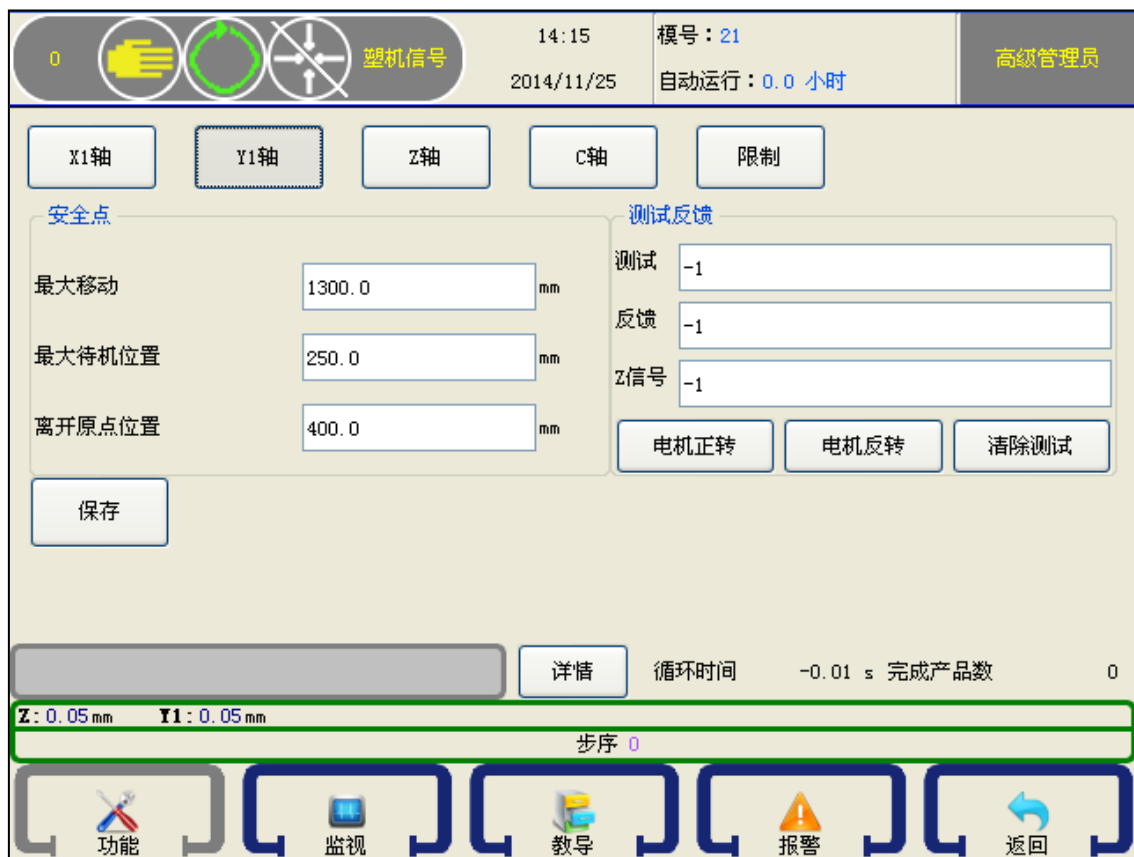 0 塑机信号 14:15 模号：21 高级管理员
2014/11/25 自动运行：0.0 小时
X1轴 Y1轴 Z轴 C轴 限制
安全点
最大移动 1300.0 mm
最大待机位置 250.0 mm
离开原点位置 400.0 mm
测试反馈
测试 -1
反馈 -1
Z信号 -1
电机正转 电机反转 清除测试
保存
详情 循环时间 -0.01 s 完成产品数 0
Z:0.05mm Y1:0.05mm
步序 0
功能 监视 教导 报警 返回